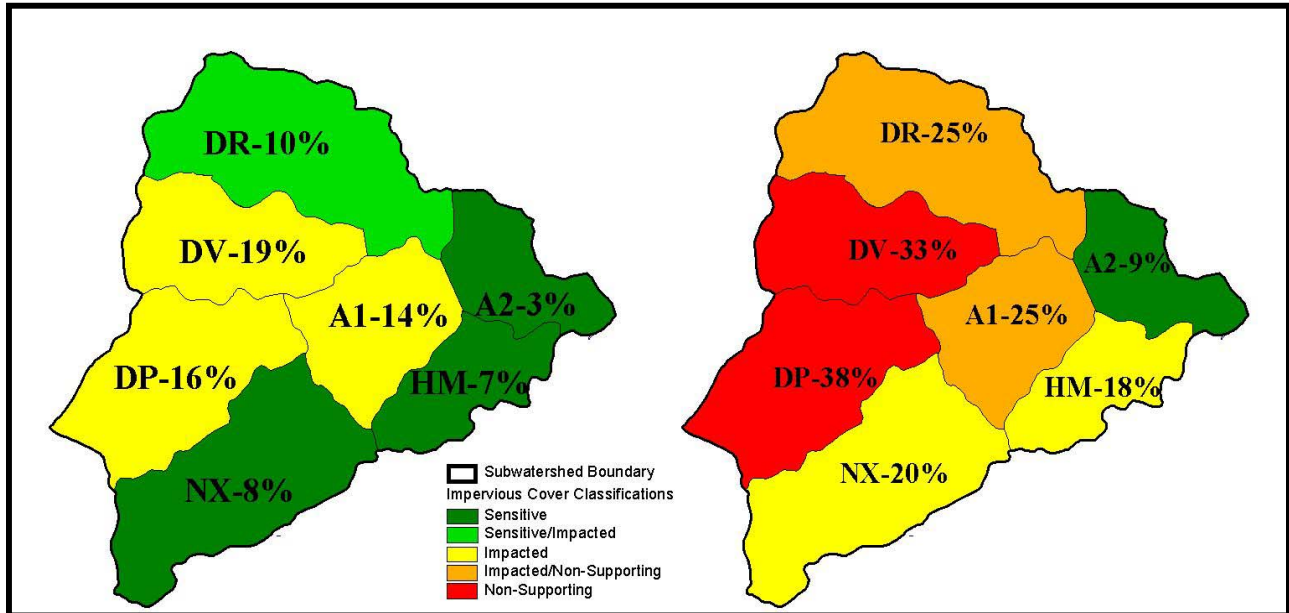 DR-10%
DV-19%
A1-14%
A2-3%
DP-16%
HM-7%
NX-8%
Subwatershed Boundary
Impervious Cover Classifications
Sensitive
Sensitive/Impacted
Impacted
Impacted/Non-Supporting
Non-Supporting
DR-25%
DV-33%
A2-9%
A1-25%
DP-38%
HM-18%
NX-20%